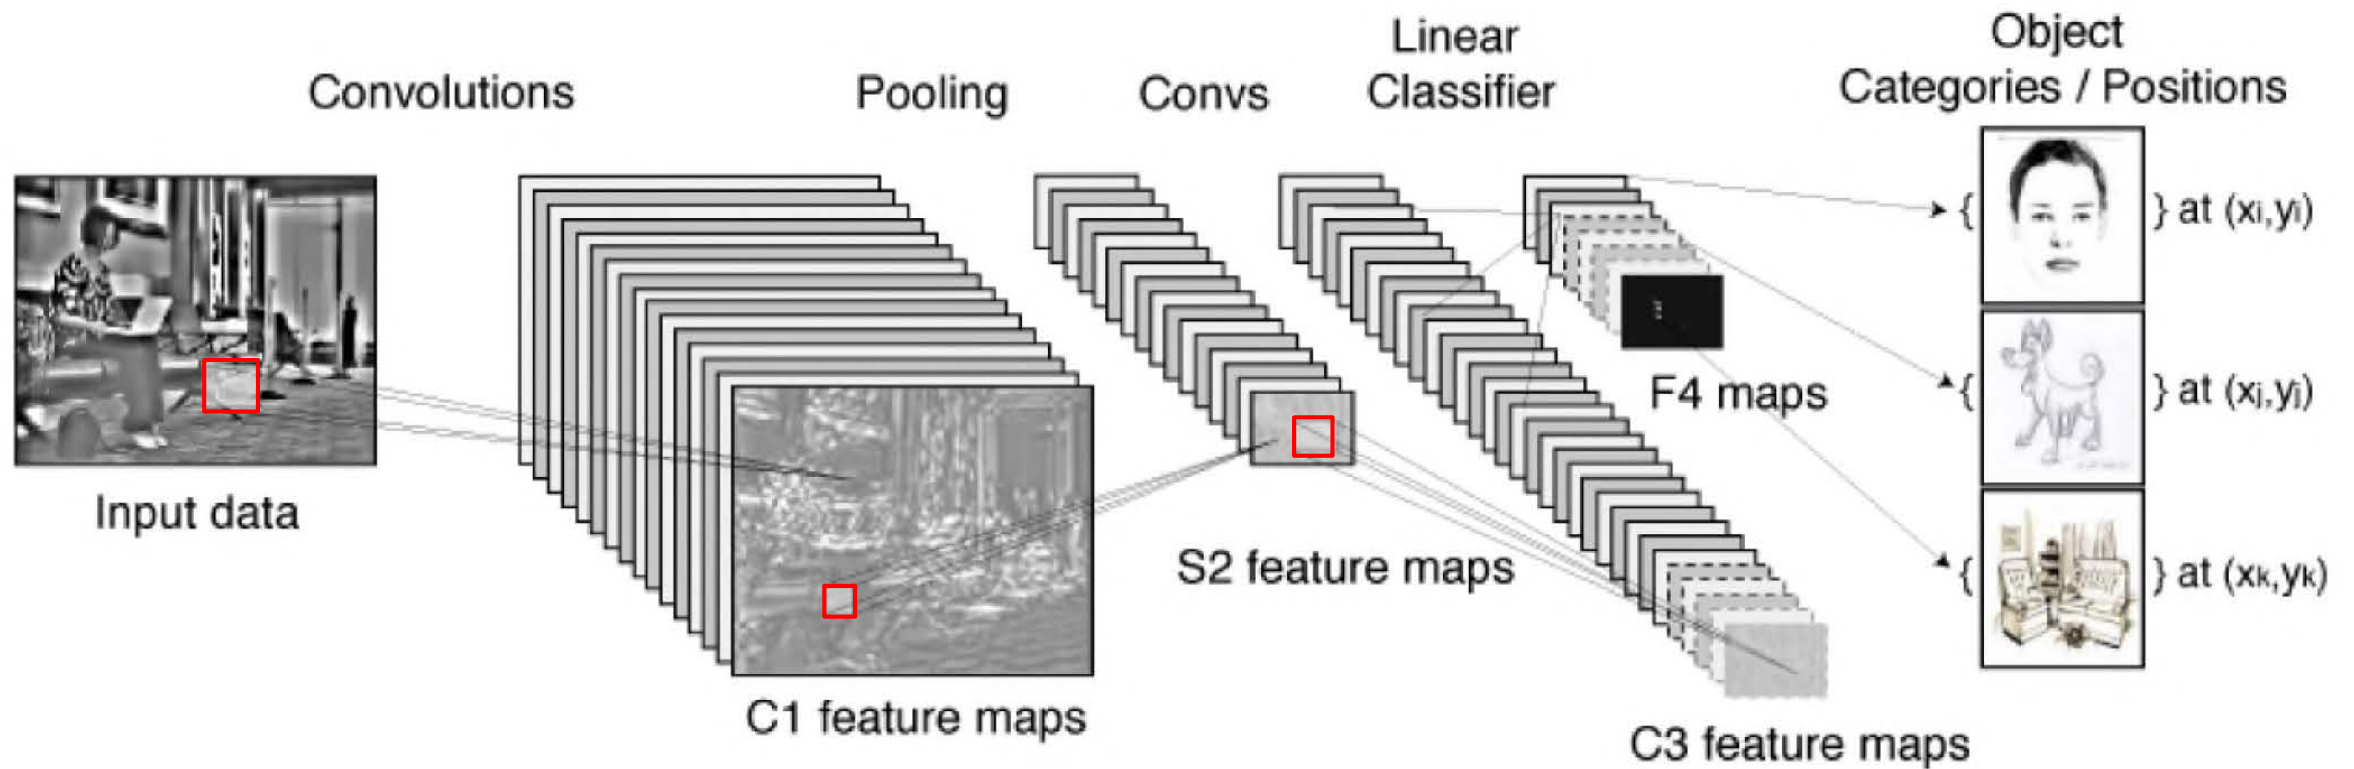 Convolutions
Pooling
Convs
Linear
Classifier
Object
Categories / Positions
{ } at (xi,yi)
{ } at (xj,yj)
{ } at (xk,yk)
Input data
C1 feature maps
S2 feature maps
C3 feature maps
F4 maps